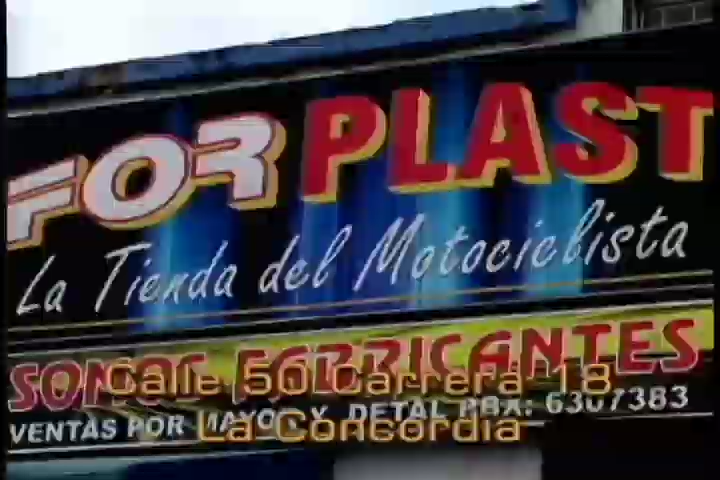 FOR PLAST
La Tienda del Motociclista
SOMOS FABRICANTES
Calle 50 Carrera 18
VENTAS POR MAYOR Y DETAL PBX: 6307383
La Concordia